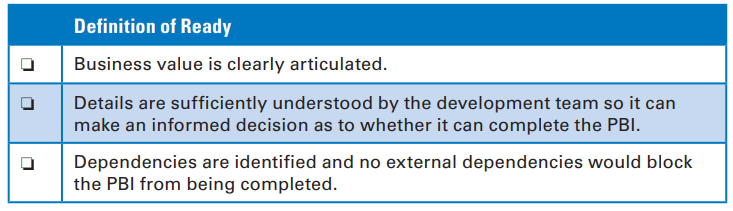 Definition of Ready
Business value is clearly articulated.
Details are sufficiently understood by the development team so it can
make an informed decision as to whether it can complete the PBI.
Dependencies are identified and no external dependencies would block
the PBI from being completed.